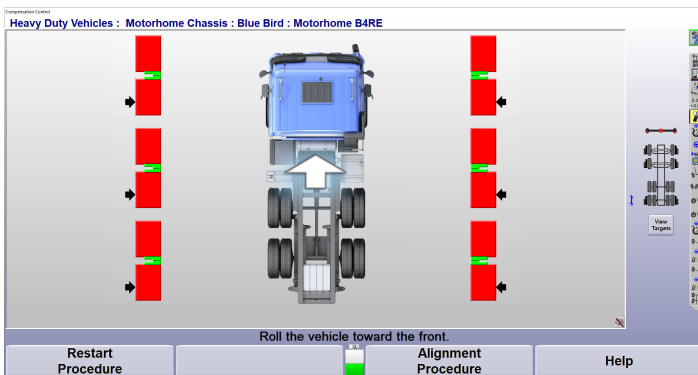 Compensation Control
Heavy Duty Vehicles : Motorhome Chassis : Blue Bird : Motorhome B4RE
View
Targets
Roll the vehicle toward the front.
Restart
Procedure
Alignment
Procedure
Help